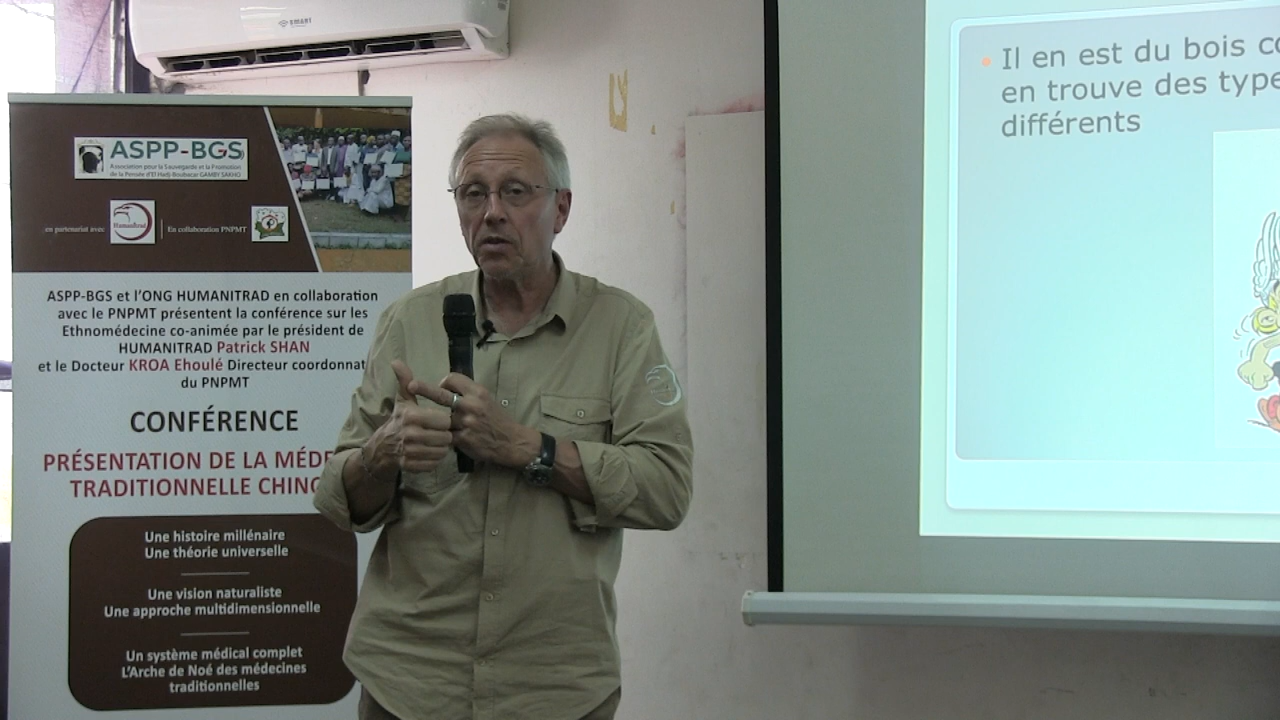 SMART
ASPP-BGS
Association pour la Sauvegarde et la Promotion
de la Pensée d'El Hadj Boubacar GAMBY SAKHO
en partenariat avec
Humanitrad
En collaboration PNPMT
ASPP-BGS et l'ONG HUMANITRAD en collaboration
avec le PNPMT présentent la conférence sur les
Ethnomédecine co-animée par le président de
HUMANITRAD Patrick SHAN
et le Docteur KROA Ehoulé Directeur coordonnat
du PNPMT
CONFÉRENCE
PRÉSENTATION DE LA MÉDE
TRADITIONNELLE CHINO
Une histoire millénaire
Une théorie universelle
Une vision naturaliste
Une approche multidimensionnelle
Un système médical complet
L'Arche de Noé des médecines
traditionnelles
• Il en est du bois co
en trouve des type
différents